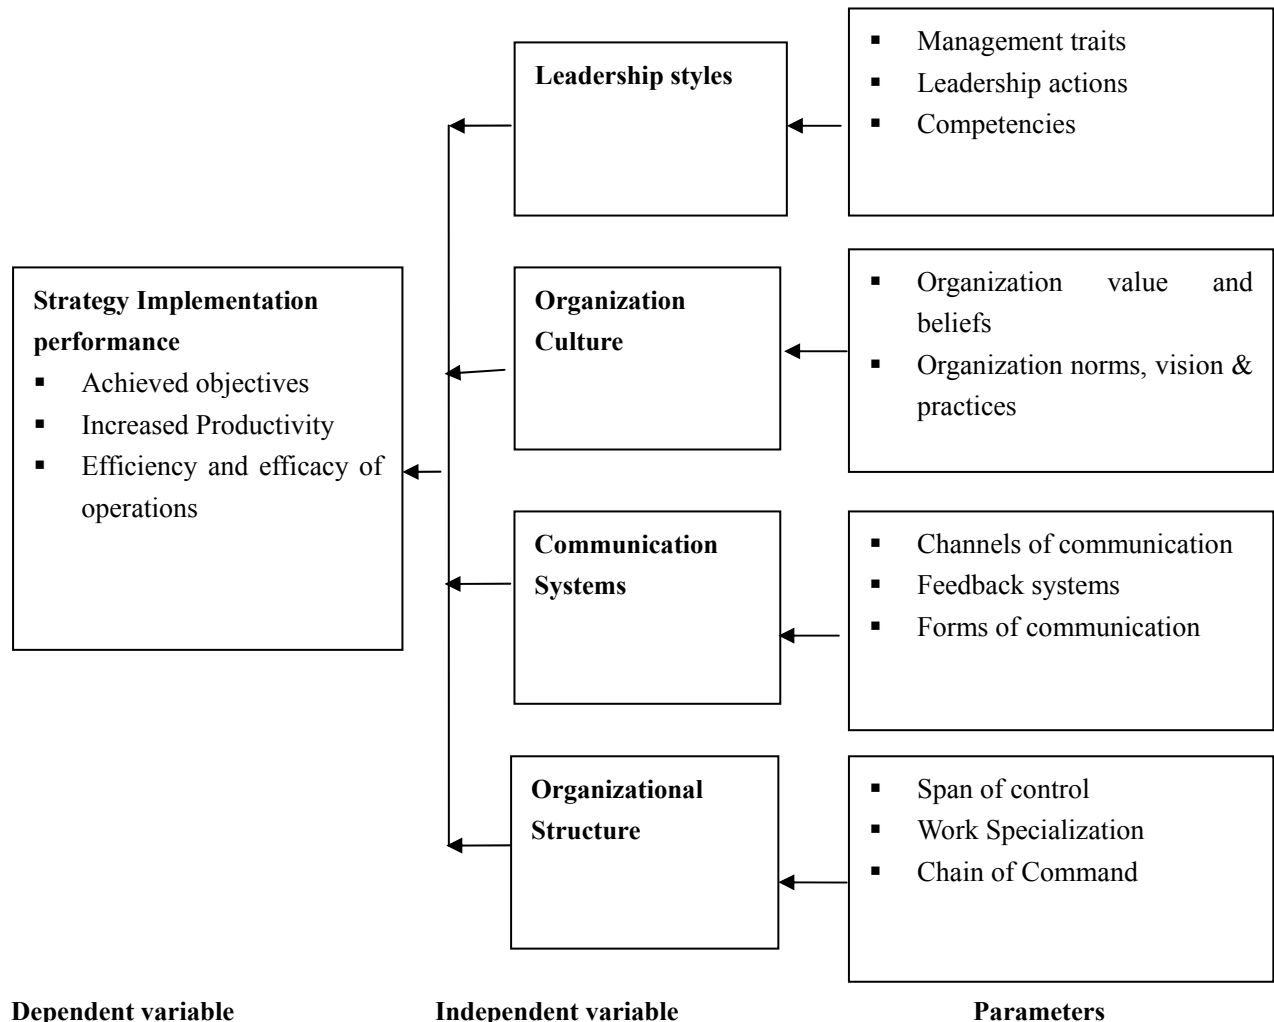 Leadership styles
▪ Management traits
▪ Leadership actions
▪ Competencies
Strategy Implementation
performance
▪ Achieved objectives
▪ Increased Productivity
▪ Efficiency and efficacy of
operations
Organization
Culture
▪ Organization value and
beliefs
▪ Organization norms, vision &
practices
Communication
Systems
▪ Channels of communication
▪ Feedback systems
▪ Forms of communication
Organizational
Structure
▪ Span of control
▪ Work Specialization
▪ Chain of Command
Dependent variable
Independent variable
Parameters